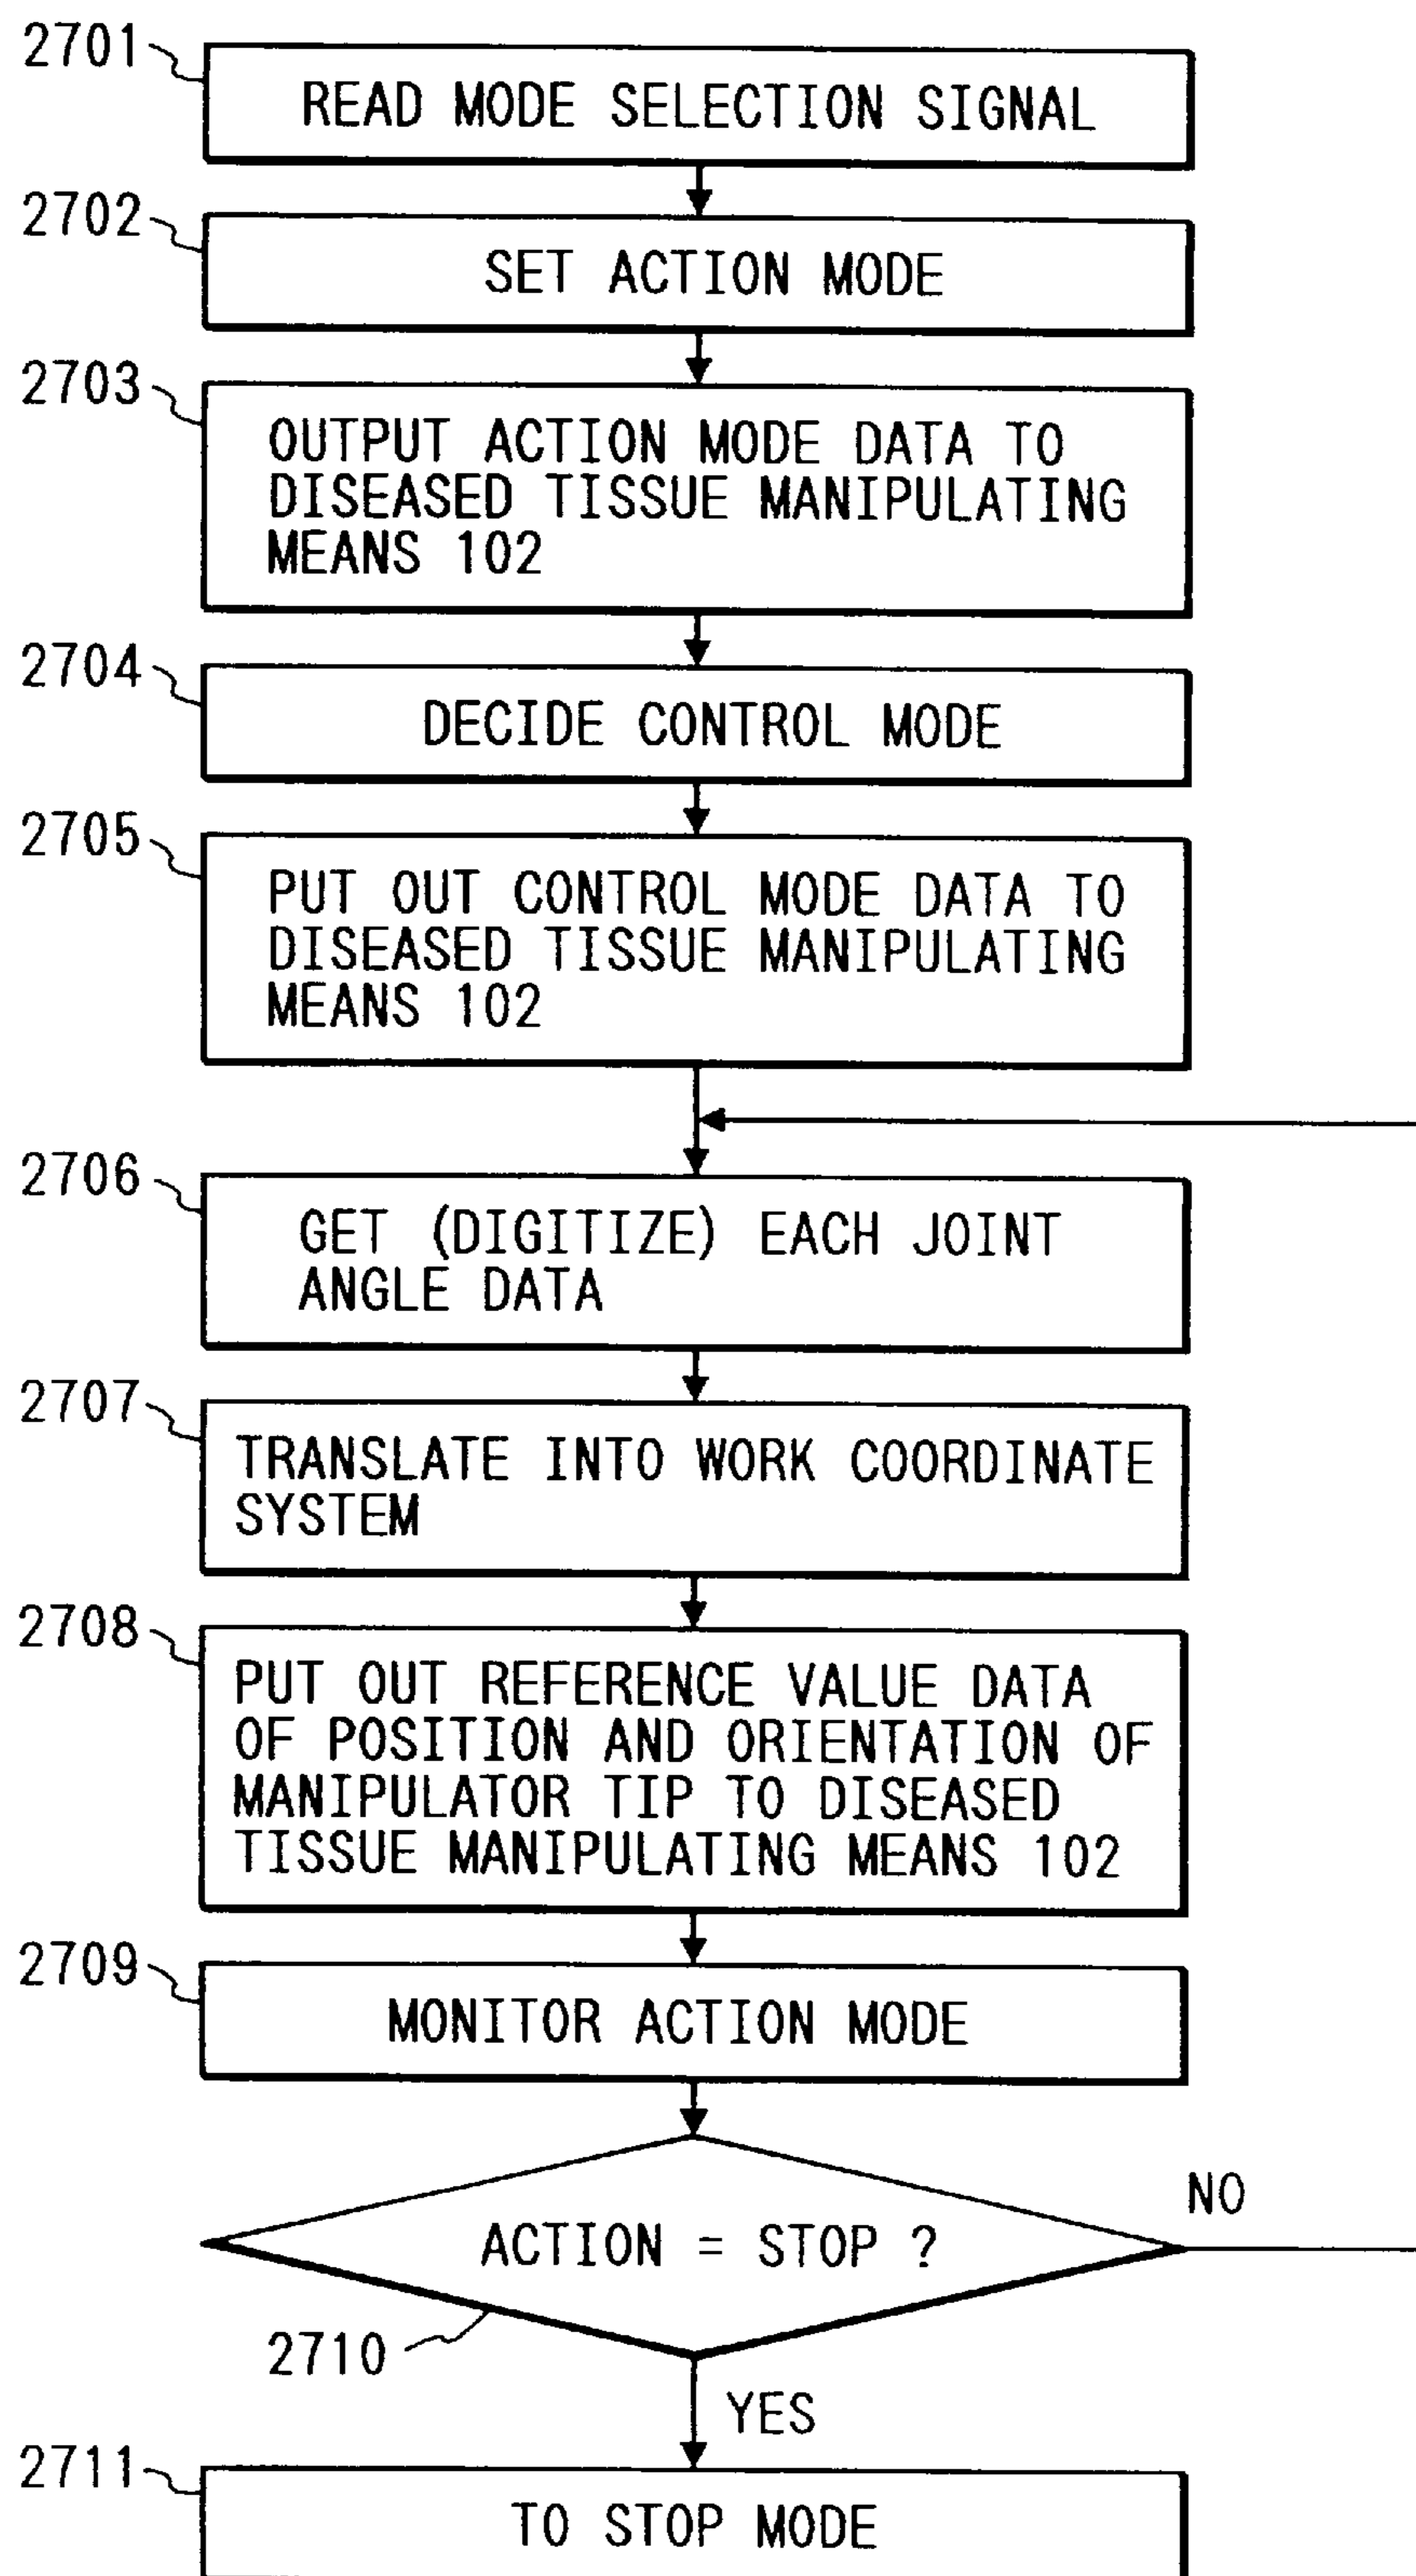 2701
READ MODE SELECTION SIGNAL
2702
SET ACTION MODE
2703
OUTPUT ACTION MODE DATA TO
DISEASED TISSUE MANIPULATING
MEANS 102
2704
DECIDE CONTROL MODE
2705
PUT OUT CONTROL MODE DATA TO
DISEASED TISSUE MANIPULATING
MEANS 102
2706
GET (DIGITIZE) EACH JOINT
ANGLE DATA
2707
TRANSLATE INTO WORK COORDINATE
SYSTEM
2708
PUT OUT REFERENCE VALUE DATA
OF POSITION AND ORIENTATION OF
MANIPULATOR TIP TO DISEASED
TISSUE MANIPULATING MEANS 102
2709
MONITOR ACTION MODE
NO
ACTION = STOP ?
2710
YES
2711
TO STOP MODE